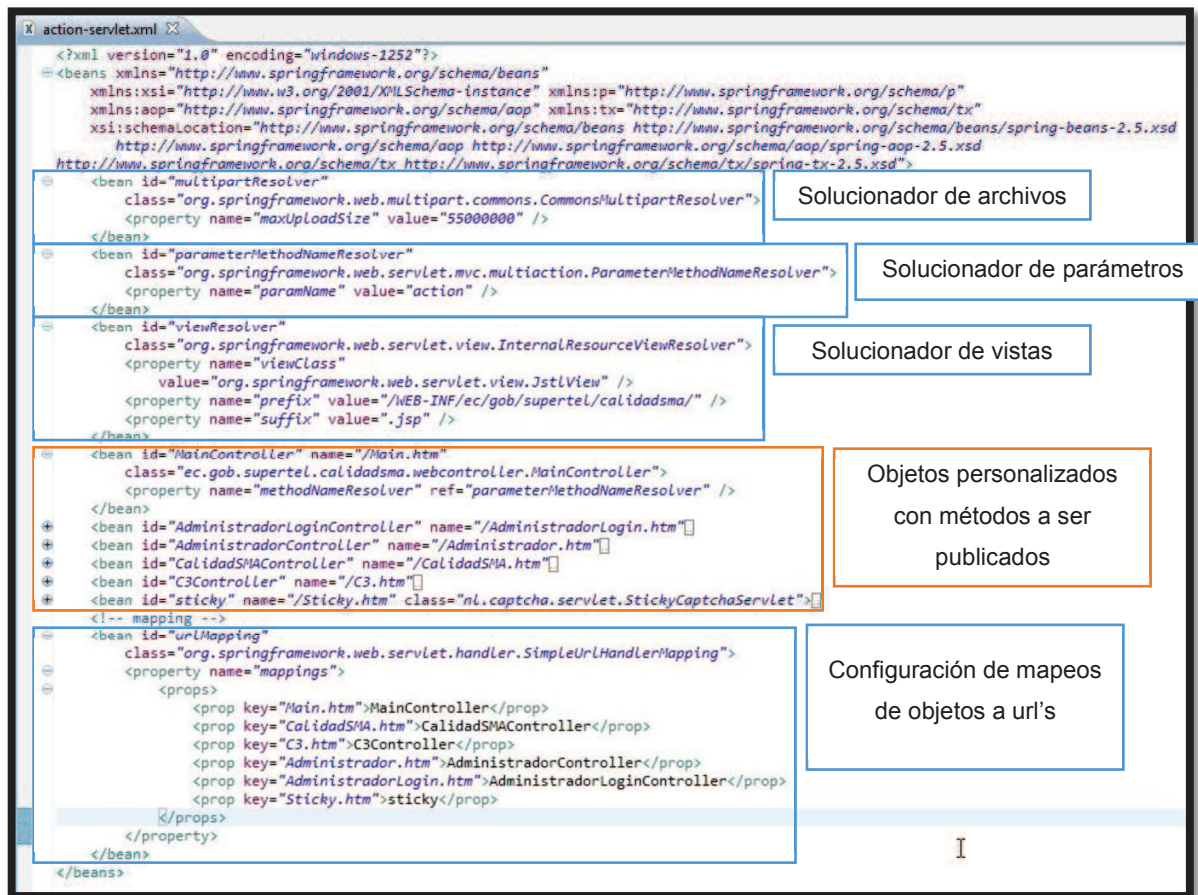 action-servlet.xml
<?xml version="1.0" encoding="windows-1252"?>
<beans xmlns="http://www.springframework.org/schema/beans"
xmlns:xsi="http://www.w3.org/2001/XMLSchema-instance" xmlns:p="http://www.springframework.org/schema/p"
xmlns:aop="http://www.springframework.org/schema/aop" xmlns:tx="http://www.springframework.org/schema/tx"
xsi:schemaLocation="http://www.springframework.org/schema/beans http://www.springframework.org/schema/beans/spring-beans-2.5.xsd
http://www.springframework.org/schema/aop http://www.springframework.org/schema/aop/spring-aop-2.5.xsd
http://www.springframework.org/schema/tx http://www.springframework.org/schema/tx/spring-tx-2.5.xsd">
<bean id="multipartResolver"
class="org.springframework.web.multipart.commons.CommonsMultipartResolver">
<property name="maxUploadSize" value="55000000" />
</bean>
Solucionador de archivos
<bean id="parameterMethodNameResolver"
class="org.springframework.web.servlet.mvc.multiaction.ParameterMethodNameResolver">
<property name="paramName" value="action" />
</bean>
Solucionador de parámetros
<bean id="viewResolver"
class="org.springframework.web.servlet.view.InternalResourceViewResolver">
<property name="viewClass"
value="org.springframework.web.servlet.view.JstlView" />
<property name="prefix" value="/WEB-INF/ec/gob/supertel/calidadsma/" />
<property name="suffix" value=".jsp" />
</bean>
Solucionador de vistas
<bean id="MainController" name="/Main.htm"
class="ec.gob.supertel.calidadsma.webcontroller.MainController">
<property name="methodNameResolver" ref="parameterMethodNameResolver" />
</bean>
<bean id="AdministradorLoginController" name="/AdministradorLogin.htm"
<bean id="AdministradorController" name="/Administrador.htm"
<bean id="CalidadSMAController" name="/CalidadSMA.htm"
<bean id="C3Controller" name="/C3.htm"
<bean id="sticky" name="/Sticky.htm" class="nl.captcha.servlet.StickyCaptchaServlet">
Objetos personalizados
con métodos a ser
publicados
<!-- mapping -->
<bean id="urlMapping"
class="org.springframework.web.servlet.handler.SimpleUrlHandlerMapping">
<property name="mappings">
<props>
<prop key="Main.htm">MainController</prop>
<prop key="CalidadSMA.htm">CalidadSMAController</prop>
<prop key="C3.htm">C3Controller</prop>
<prop key="Administrador.htm">AdministradorController</prop>
<prop key="AdministradorLogin.htm">AdministradorLoginController</prop>
<prop key="Sticky.htm">sticky</prop>
</props>
</property>
</bean>
</beans>
Configuración de mapeos
de objetos a url's